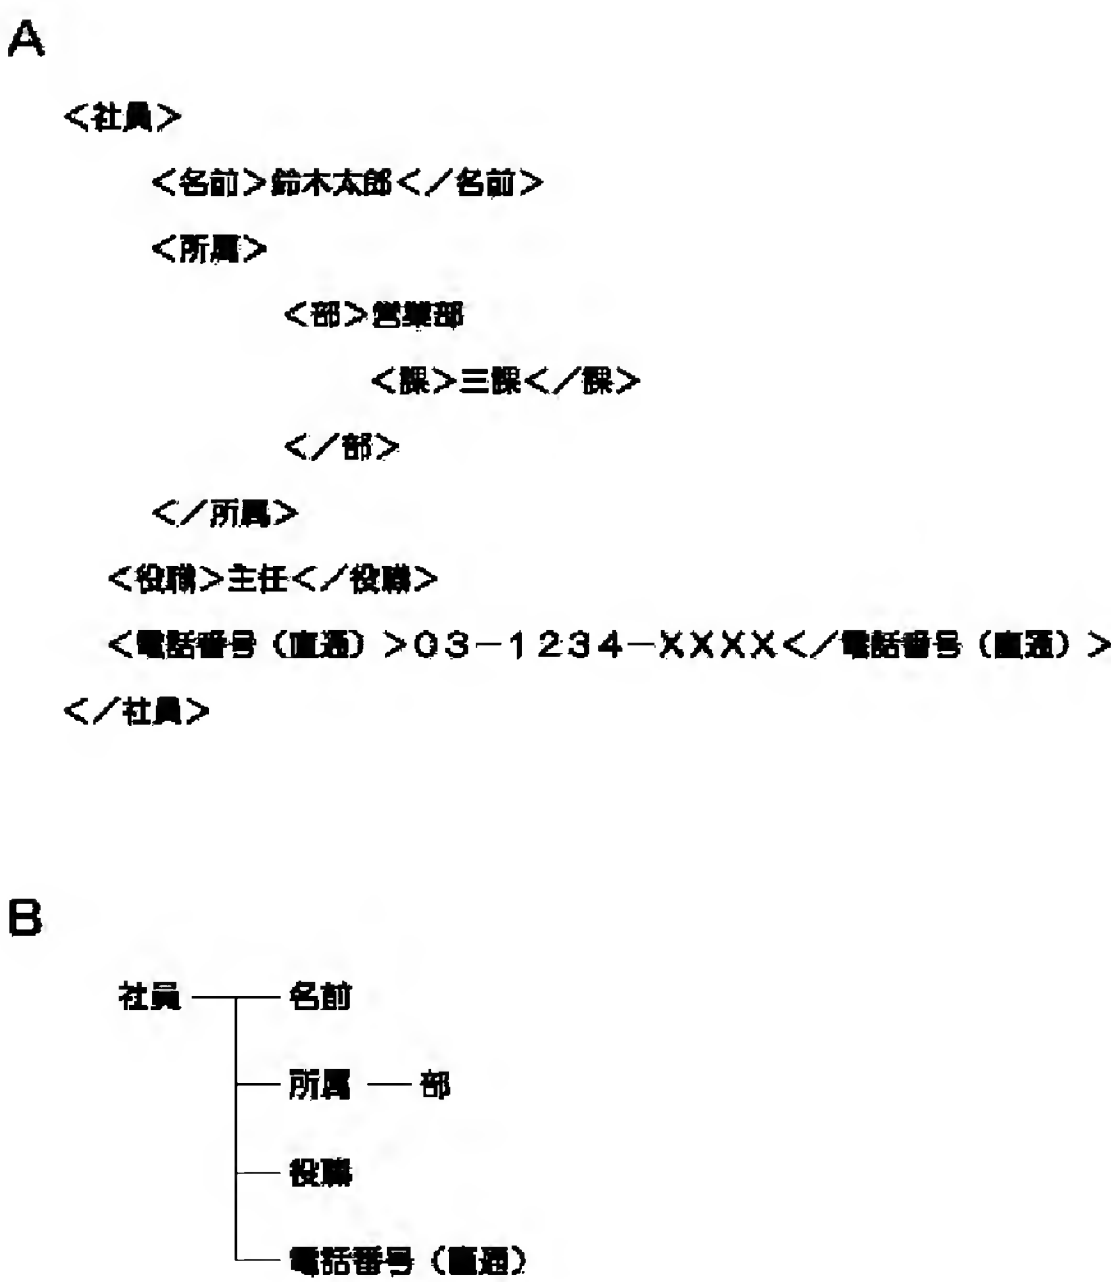 A
＜社員＞
＜名前＞鈴木太郎＜／名前＞
＜所属＞
＜部＞営業部
＜課＞三課＜／課＞
＜／部＞
＜／所属＞
＜役職＞主任＜／役職＞
＜電話番号（直通）＞０３－１２３４－ＸＸＸＸ＜／電話番号（直通）＞
＜／社員＞
B
社員 名前
所属 部
役職
電話番号（直通）